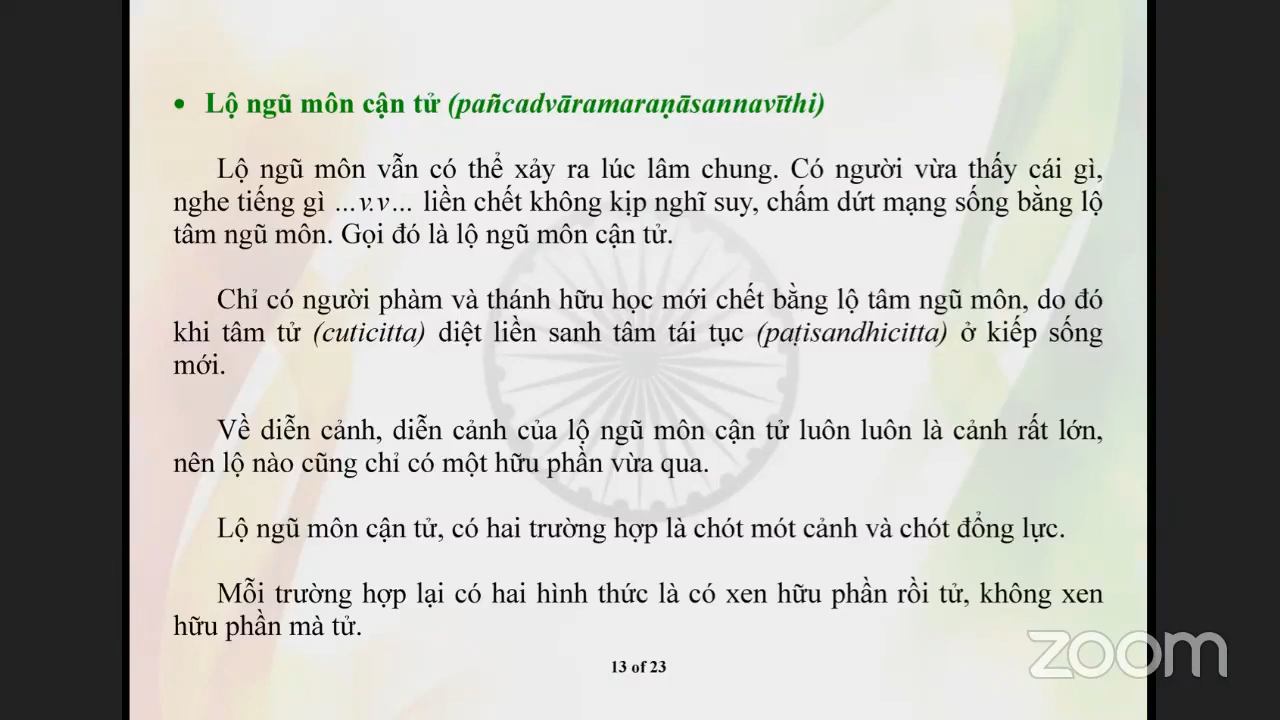 • Lộ ngũ môn cận tử (pañcadvāramaraṇāsannavīthi)
Lộ ngũ môn vẫn có thể xảy ra lúc lâm chung. Có người vừa thấy cái gì,
nghe tiếng gì ...v.v... liền chết không kịp nghĩ suy, chấm dứt mạng sống bằng lộ
tâm ngũ môn. Gọi đó là lộ ngũ môn cận tử.
Chỉ có người phàm và thánh hữu học mới chết bằng lộ tâm ngũ môn, do đó
khi tâm tử (cuticitta) diệt liền sanh tâm tái tục (paṭisandhicitta) ở kiếp sống
mới.
Về diễn cảnh, diễn cảnh của lộ ngũ môn cận tử luôn luôn là cảnh rất lớn,
nên lộ nào cũng chỉ có một hữu phần vừa qua.
Lộ ngũ môn cận tử, có hai trường hợp là chót mót cảnh và chót đổng lực.
Mỗi trường hợp lại có hai hình thức là có xen hữu phần rồi tử, không xen
hữu phần mà tử.
13 of 23
zoom